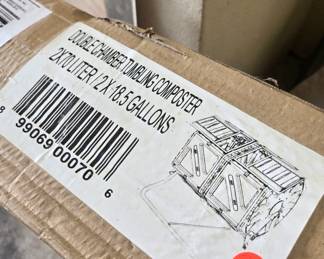 DOUBLE CHAMBER TUMBLING COMPOSTER
2X70 LITER / 2 X 18.5 GALLONS
8 99069 00070 6